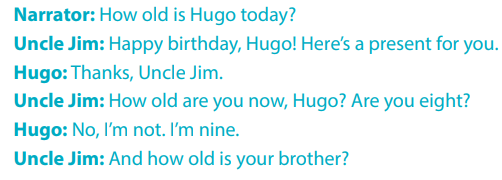 Narrator: How old is Hugo today?
Uncle Jim: Happy birthday, Hugo! Here's a present for you.
Hugo: Thanks, Uncle Jim.
Uncle Jim: How old are you now, Hugo? Are you eight?
Hugo: No, I'm not. I'm nine.
Uncle Jim: And how old is your brother?